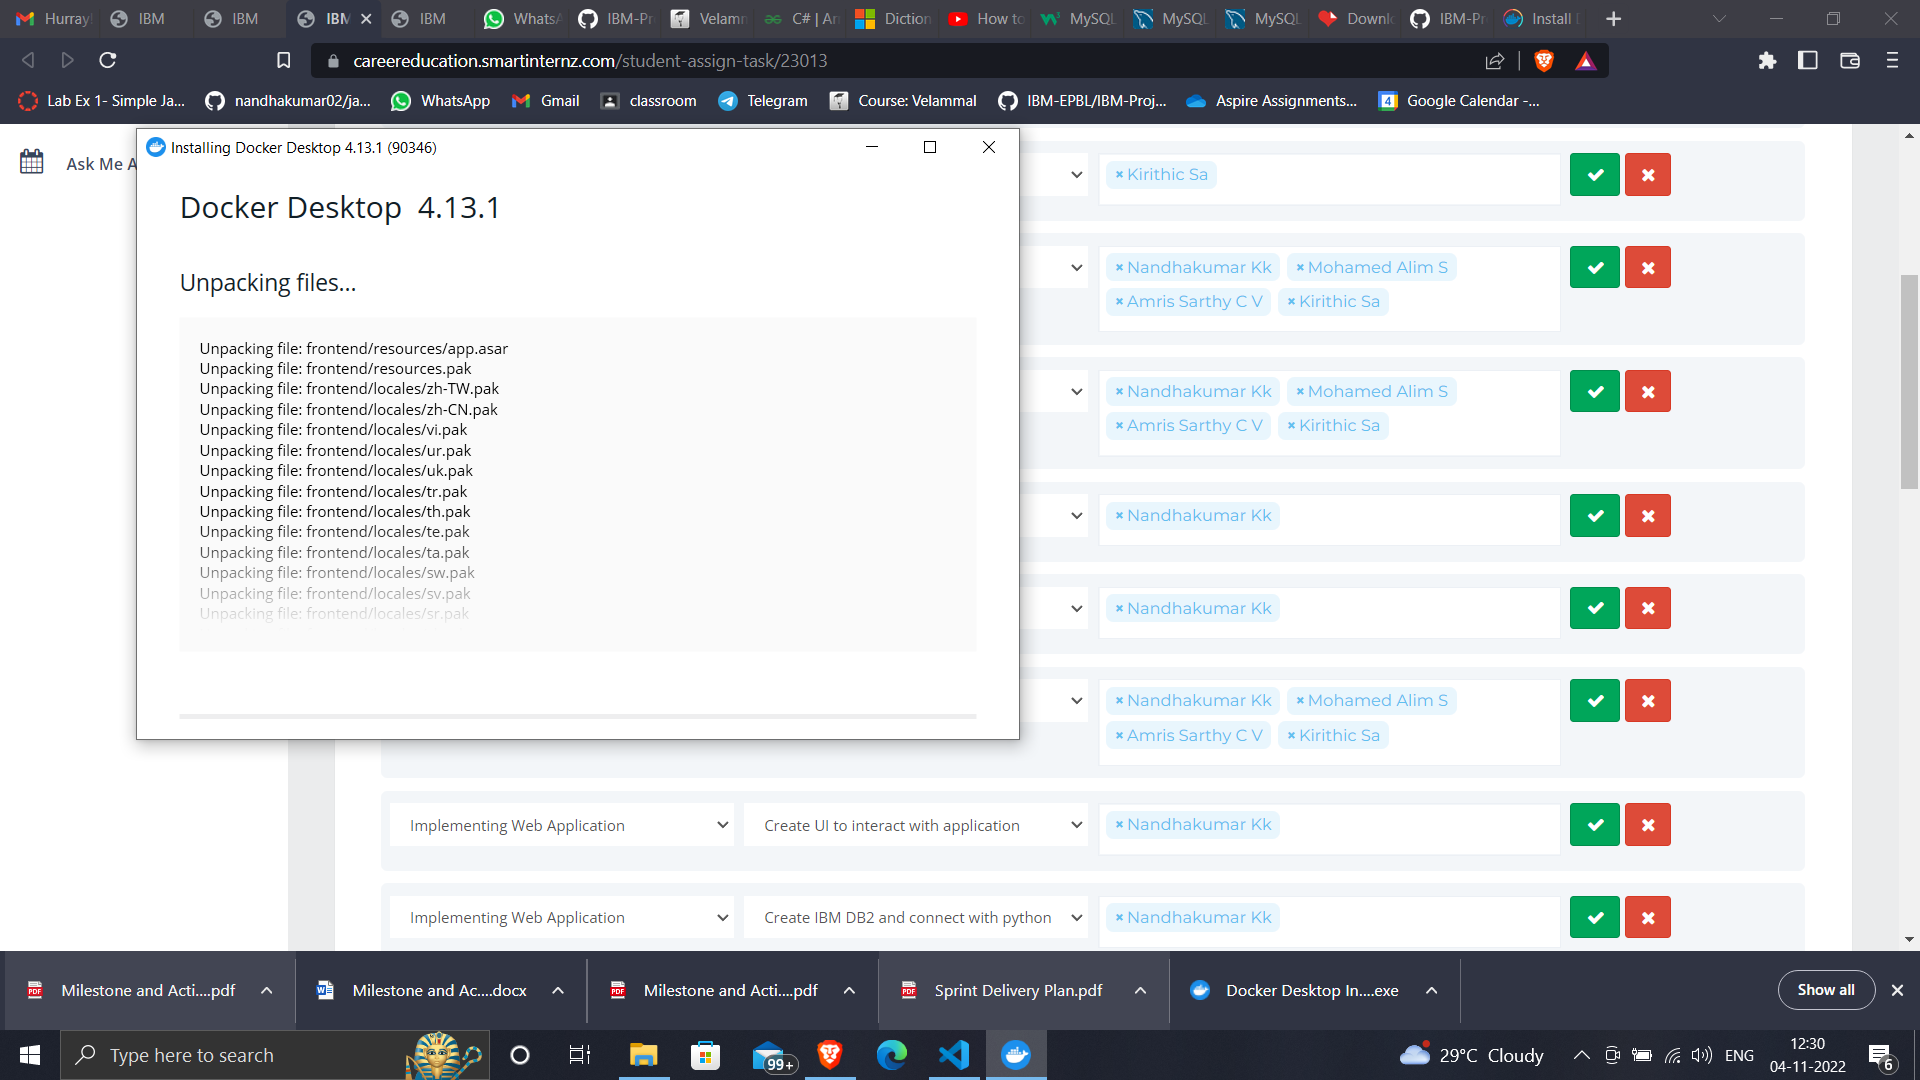 Hurray!
IBM
IBM
IBM
IBM
WhatsA
IBM-Pr
Velamn
C# | Ar
Diction
How to
MySQL
MySQL
MySQL
Downl
IBM-Pr
Install D
careereducation.smartinternz.com/student-assign-task/23013
Lab Ex 1- Simple Ja...
nandhakumar02/ja...
WhatsApp
Gmail
classroom
Telegram
Course: Velammal
IBM-EPBL/IBM-Proj...
Aspire Assignments...
Google Calendar -...
Ask Me A
Installing Docker Desktop 4.13.1 (90346)
Docker Desktop 4.13.1
Unpacking files...
Unpacking file: frontend/resources/app.asar
Unpacking file: frontend/resources.pak
Unpacking file: frontend/locales/zh-TW.pak
Unpacking file: frontend/locales/zh-CN.pak
Unpacking file: frontend/locales/vi.pak
Unpacking file: frontend/locales/ur.pak
Unpacking file: frontend/locales/uk.pak
Unpacking file: frontend/locales/tr.pak
Unpacking file: frontend/locales/th.pak
Unpacking file: frontend/locales/te.pak
Unpacking file: frontend/locales/ta.pak
Unpacking file: frontend/locales/sw.pak
Unpacking file: frontend/locales/sv.pak
Unpacking file: frontend/locales/sr.pak
× Kirithic Sa
× Nandhakumar Kk × Mohamed Alim S
× Amris Sarthy C V × Kirithic Sa
× Nandhakumar Kk × Mohamed Alim S
× Amris Sarthy C V × Kirithic Sa
× Nandhakumar Kk
× Nandhakumar Kk
× Nandhakumar Kk × Mohamed Alim S
× Amris Sarthy C V × Kirithic Sa
Implementing Web Application
Create UI to interact with application
× Nandhakumar Kk
Implementing Web Application
Create IBM DB2 and connect with python
× Nandhakumar Kk
Milestone and Acti....pdf
Milestone and Ac....docx
Milestone and Acti....pdf
Sprint Delivery Plan.pdf
Docker Desktop In....exe
Show all
Type here to search
99+
29°C Cloudy
ENG
12:30
04-11-2022
6